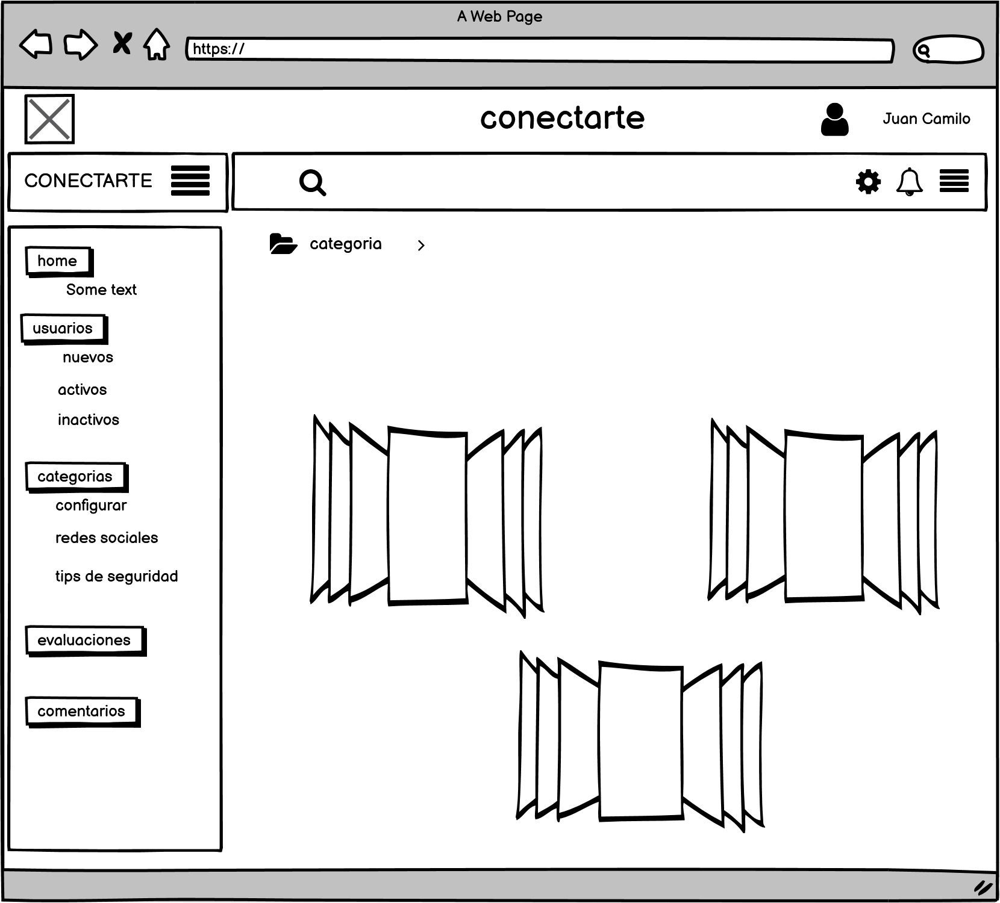 A Web Page
https://
conectarte
Juan Camilo
CONECTARTE
categoria
home
Some text
usuarios
nuevos
activos
inactivos
categorias
configurar
redes sociales
tips de seguridad
evaluaciones
comentarios